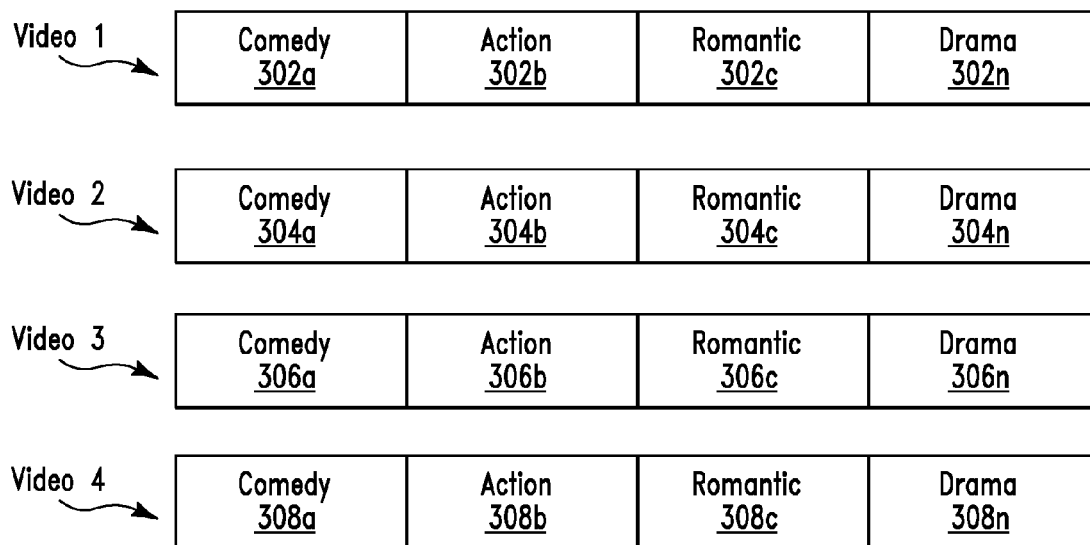 Video 1
Comedy Action Romantic Drama
302a 302b 302c 302n
Video 2
Comedy Action Romantic Drama
304a 304b 304c 304n
Video 3
Comedy Action Romantic Drama
306a 306b 306c 306n
Video 4
Comedy Action Romantic Drama
308a 308b 308c 308n